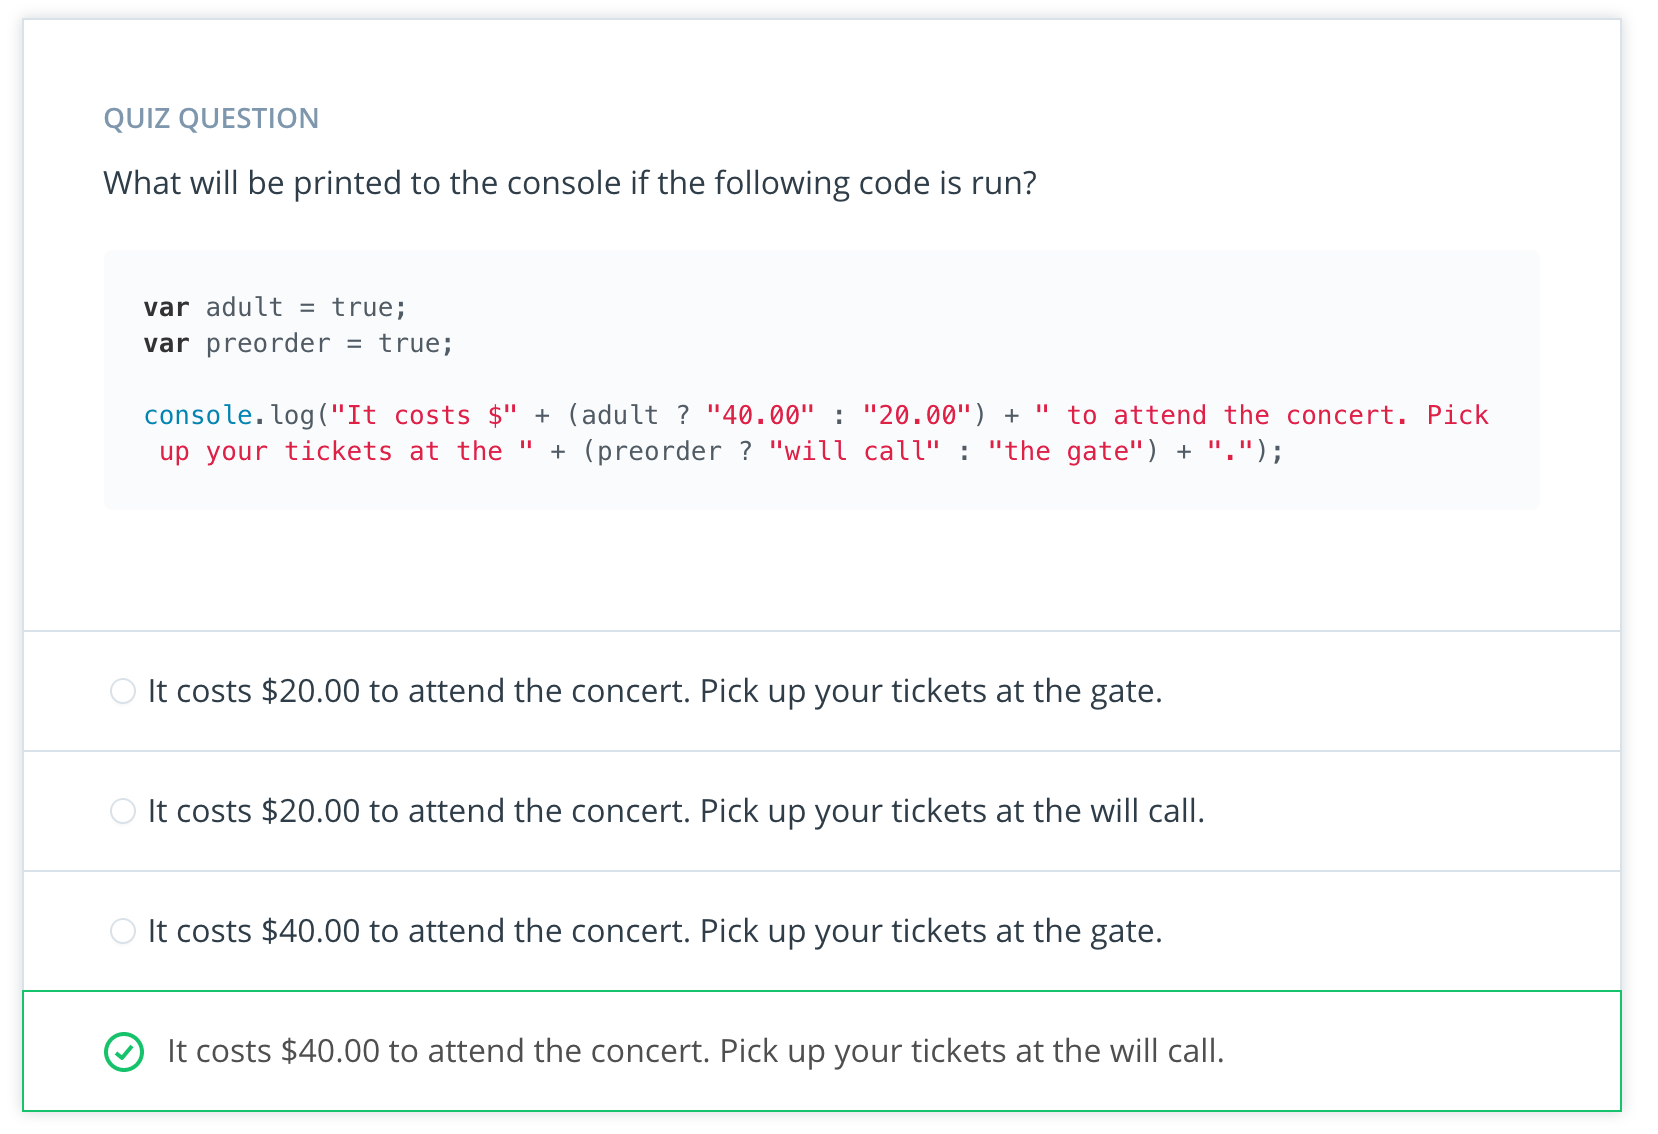 QUIZ QUESTION
What will be printed to the console if the following code is run?
var adult = true;
var preorder = true;
console.log("It costs $" + (adult ? "40.00" : "20.00") + " to attend the concert. Pick
up your tickets at the " + (preorder ? "will call" : "the gate") + ".");
It costs $20.00 to attend the concert. Pick up your tickets at the gate.
It costs $20.00 to attend the concert. Pick up your tickets at the will call.
It costs $40.00 to attend the concert. Pick up your tickets at the gate.
It costs $40.00 to attend the concert. Pick up your tickets at the will call.